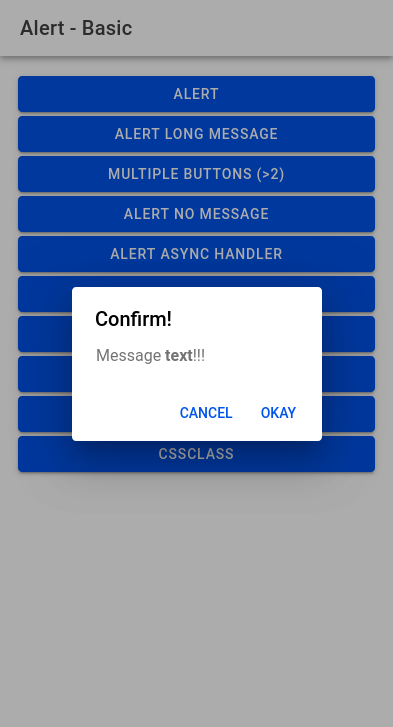 Alert - Basic
ALERT
ALERT LONG MESSAGE
MULTIPLE BUTTONS (>2)
ALERT NO MESSAGE
ALERT ASYNC HANDLER
Confirm!
Message text!!!
CANCEL OKAY
CSSCLASS